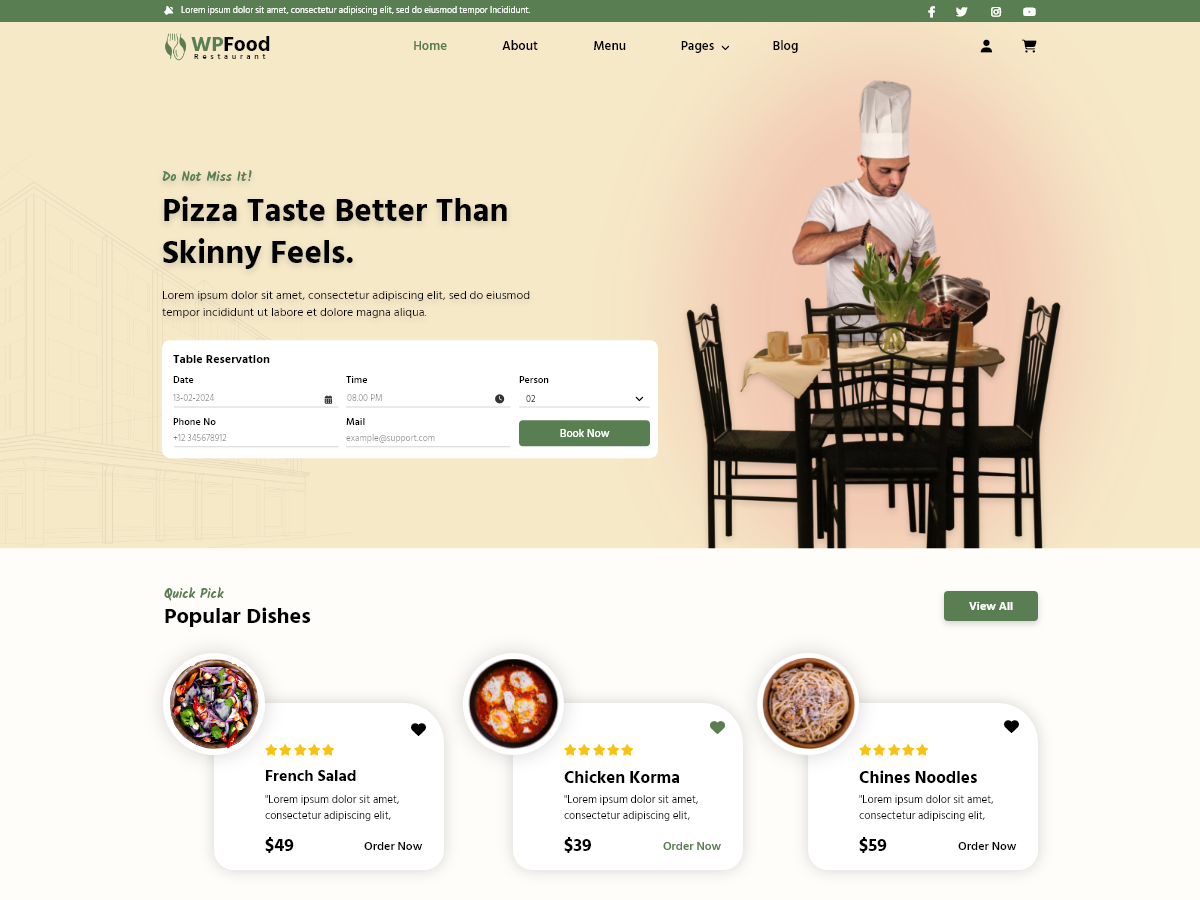 Lorem ipsum dolor sit amet, consectetur adipiscing elit, sed do eiusmod tempor Incididunt.
WPFood
Restaurant
Home
About
Menu
Pages
Blog
Do Not Miss It!
Pizza Taste Better Than
Skinny Feels.
Lorem ipsum dolor sit amet, consectetur adipiscing elit, sed do eiusmod
tempor incididunt ut labore et dolore magna aliqua.
Table Reservation
Date
Time
Person
13-02-2024
08.00 PM
02
Phone No
Mail
+12 345678912
example@support.com
Book Now
Quick Pick
Popular Dishes
View All
French Salad
"Lorem ipsum dolor sit amet,
consectetur adipiscing elit,
$49
Order Now
Chicken Korma
"Lorem ipsum dolor sit amet,
consectetur adipiscing elit,
$39
Order Now
Chines Noodles
"Lorem ipsum dolor sit amet,
consectetur adipiscing elit,
$59
Order Now